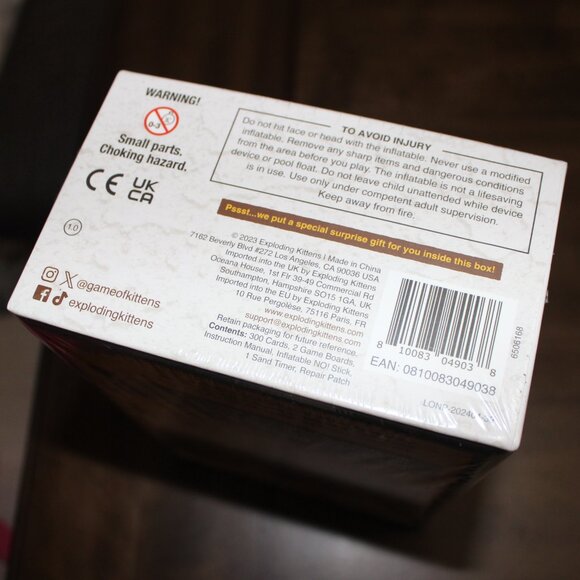 WARNING!
0-3
Small parts.
Choking hazard.
CE UK
CA
1.0
@gameofkittens
explodingkittens
TO AVOID INJURY
Do not hit face or head with the inflatable. Never use a modified
inflatable. Remove any sharp items and dangerous conditions
from the area before you play. The inflatable is not a lifesaving
device or pool float. Do not leave child unattended while device
is in use. Use only under competent adult supervision.
Keep away from fire.
Pssst...we put a special surprise gift for you inside this box!
© 2023 Exploding Kittens | Made in China
7162 Beverly Blvd #272 Los Angeles, CA 90036 USA
Imported into the UK by Exploding Kittens
Oceana House, 1st Flr 39-49 Commercial Rd
Southampton, Hampshire SO15 1GA, UK
Imported into the EU by Exploding Kittens
10 Rue Pergolèse, 75116 Paris, FR
www.explodingkittens.com
support@explodingkittens.com
Retain packaging for future reference.
Contents: 300 Cards, 2 Game Boards,
Instruction Manual, Inflatable NO! Stick,
1 Sand Timer, Repair Patch
8 10083 04903 8
EAN: 0810083049038
6506168